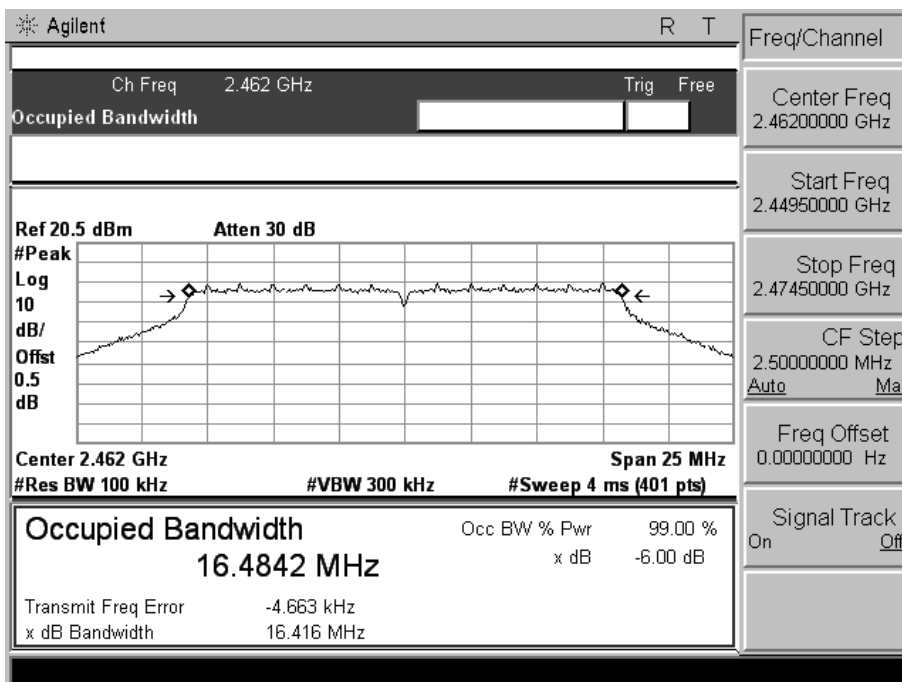 Agilent R T
Ch Freq 2.462 GHz Trig Free
Occupied Bandwidth
Ref 20.5 dBm Atten 30 dB
#Peak
Log
10
dB/
Offst
0.5
dB
Center 2.462 GHz Span 25 MHz
#Res BW 100 kHz #VBW 300 kHz #Sweep 4 ms (401 pts)
Occupied Bandwidth
16.4842 MHz
Occ BW % Pwr 99.00 %
x dB -6.00 dB
Transmit Freq Error -4.663 kHz
x dB Bandwidth 16.416 MHz
Freq/Channel
Center Freq
2.46200000 GHz
Start Freq
2.44950000 GHz
Stop Freq
2.47450000 GHz
CF Step
2.50000000 MHz
Auto Ma
Freq Offset
0.00000000 Hz
Signal Track
On Off